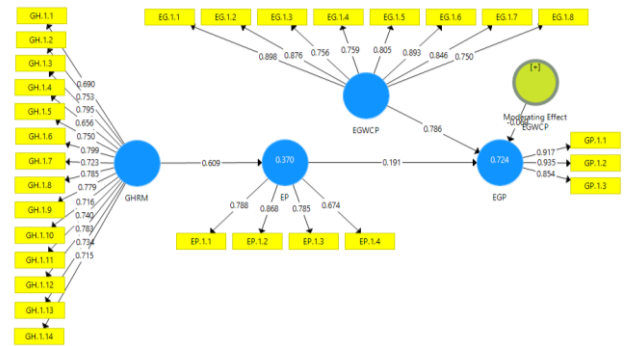 GH.1.1
GH.1.2
GH.1.3
GH.1.4
GH.1.5
GH.1.6
GH.1.7
GH.1.8
GH.1.9
GH.1.10
GH.1.11
GH.1.12
GH.1.13
GH.1.14
0.690
0.753
0.795
0.656
0.750
0.799
0.723
0.785
0.779
0.716
0.740
0.783
0.734
0.715
GHRM
0.609
EG.1.1
EG.1.2
EG.1.3
EG.1.4
EG.1.5
EG.1.6
EG.1.7
EG.1.8
0.898
0.876
0.756
0.759
0.805
0.893
0.846
0.750
EGWCP
0.786
[+]
Moderating Effect
EGWCP
0.370
EP
0.191
0.788
0.868
0.785
0.674
EP.1.1
EP.1.2
EP.1.3
EP.1.4
0.724
EGP
0.917
0.935
0.854
GP.1.1
GP.1.2
GP.1.3